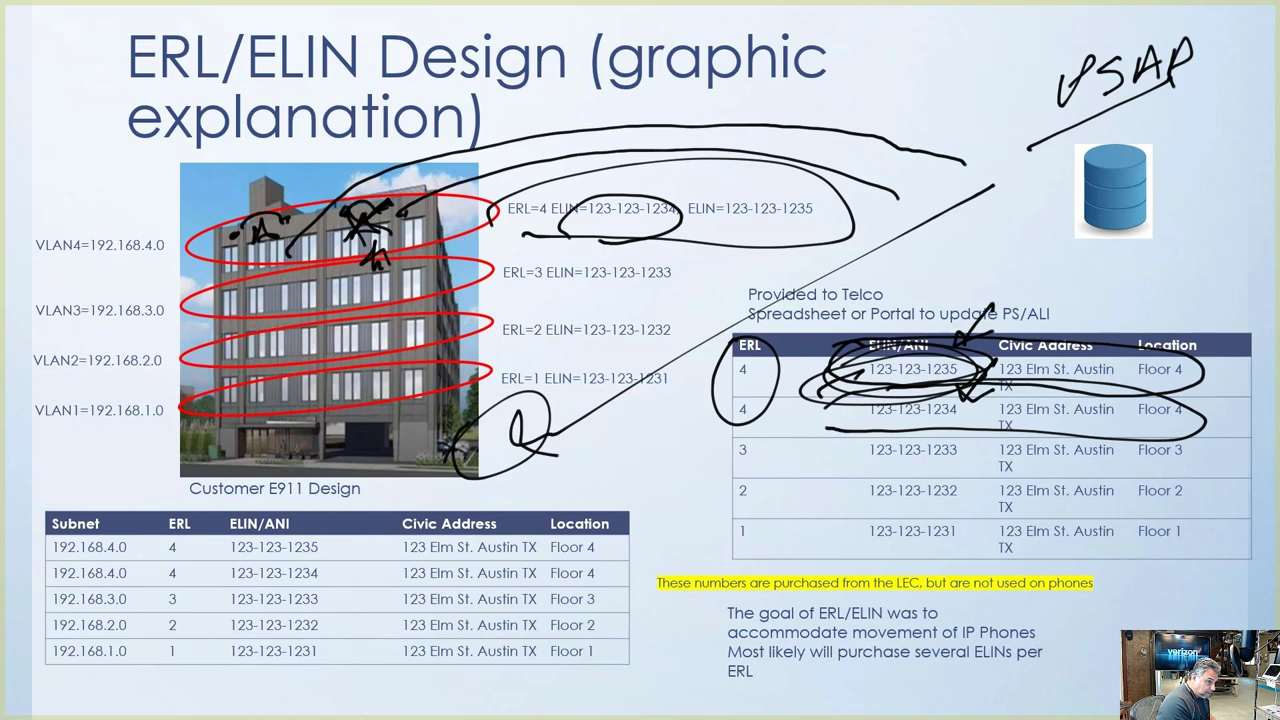 ERL/ELIN Design (graphic
explanation)
PSAP
VLAN4=192.168.4.0
VLAN3=192.168.3.0
VLAN2=192.168.2.0
VLAN1=192.168.1.0
ERL=4 ELIN=123-123-1234, ELIN=123-123-1235
ERL=3 ELIN=123-123-1233
ERL=2 ELIN=123-123-1232
ERL=1 ELIN=123-123-1231
Customer E911 Design
Subnet ERL ELIN/ANI Civic Address Location
192.168.4.0 4 123-123-1235 123 Elm St. Austin TX Floor 4
192.168.4.0 4 123-123-1234 123 Elm St. Austin TX Floor 4
192.168.3.0 3 123-123-1233 123 Elm St. Austin TX Floor 3
192.168.2.0 2 123-123-1232 123 Elm St. Austin TX Floor 2
192.168.1.0 1 123-123-1231 123 Elm St. Austin TX Floor 1
Provided to Telco
Spreadsheet or Portal to update PS/ALI
ERL ELIN/ANI Civic Address Location
4 123-123-1235 123 Elm St. Austin Floor 4
TX
4 123-123-1234 123 Elm St. Austin Floor 4
TX
3 123-123-1233 123 Elm St. Austin Floor 3
TX
2 123-123-1232 123 Elm St. Austin Floor 2
TX
1 123-123-1231 123 Elm St. Austin Floor 1
TX
These numbers are purchased from the LEC, but are not used on phones
The goal of ERL/ELIN was to
accommodate movement of IP Phones
Most likely will purchase several ELINs per
ERL
verizon